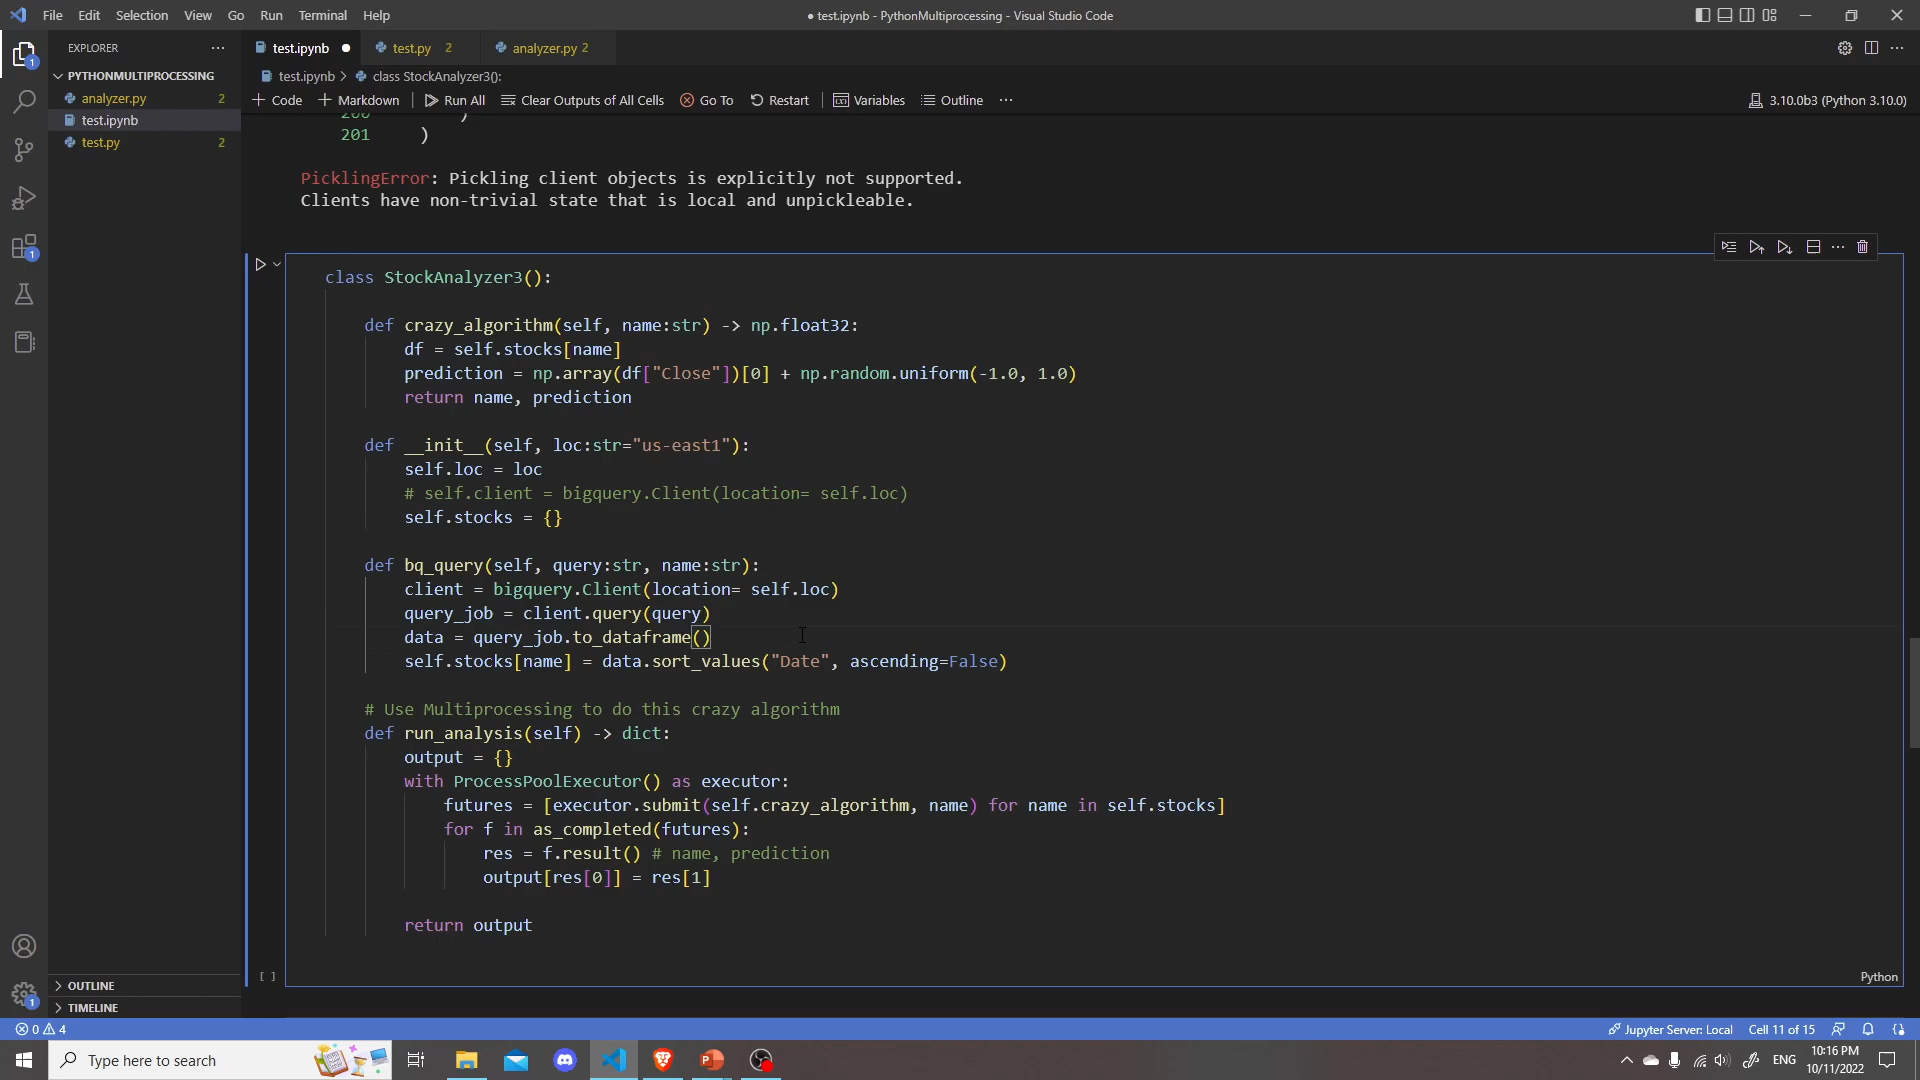 File Edit Selection View Go Run Terminal Help
● test.ipynb - PythonMultiprocessing - Visual Studio Code
EXPLORER
test.ipynb
test.py 2
analyzer.py 2
PYTHONMULTIPROCESSING
test.ipynb > class StockAnalyzer3():
analyzer.py 2
test.ipynb
test.py 2
+ Code + Markdown Run All Clear Outputs of All Cells Go To Restart Variables Outline ···
3.10.0b3 (Python 3.10.0)
200 )
201 )
PicklingError: Pickling client objects is explicitly not supported.
Clients have non-trivial state that is local and unpickleable.
class StockAnalyzer3():
def crazy_algorithm(self, name:str) -> np.float32:
df = self.stocks[name]
prediction = np.array(df["Close"])[0] + np.random.uniform(-1.0, 1.0)
return name, prediction
def __init__(self, loc:str="us-east1"):
self.loc = loc
# self.client = bigquery.Client(location= self.loc)
self.stocks = {}
def bq_query(self, query:str, name:str):
client = bigquery.Client(location= self.loc)
query_job = client.query(query)
data = query_job.to_dataframe()
self.stocks[name] = data.sort_values("Date", ascending=False)
# Use Multiprocessing to do this crazy algorithm
def run_analysis(self) -> dict:
output = {}
with ProcessPoolExecutor() as executor:
futures = [executor.submit(self.crazy_algorithm, name) for name in self.stocks]
for f in as_completed(futures):
res = f.result() # name, prediction
output[res[0]] = res[1]
return output
[ ]
Python
OUTLINE
TIMELINE
0 4
Jupyter Server: Local Cell 11 of 15
Type here to search
ENG
10:16 PM
10/11/2022